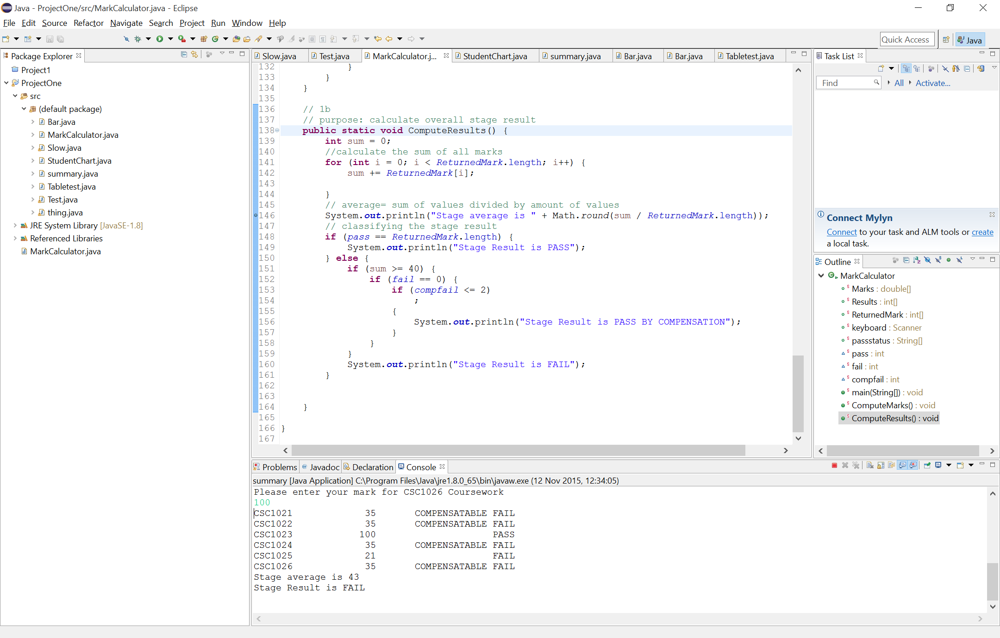 Java - ProjectOne/src/MarkCalculator.java - Eclipse
File Edit Source Refactor Navigate Search Project Run Window Help
Quick Access
Java
Package Explorer
Project1
ProjectOne
src
(default package)
Bar.java
MarkCalculator.java
Slow.java
StudentChart.java
summary.java
Tabletest.java
Test.java
thing.java
JRE System Library [JavaSE-1.8]
Referenced Libraries
MarkCalculator.java
Slow.java Test.java MarkCalculator.j... StudentChart.java summary.java Bar.java Bar.java Tabletest.java
132 }
133 }
134 }
135
136 // 1b
137 // purpose: calculate overall stage result
138 public static void ComputeResults() {
139 int sum = 0;
140 //calculate the sum of all marks
141 for (int i = 0; i < ReturnedMark.length; i++) {
142 sum += ReturnedMark[i];
143
144 }
145 // average= sum of values divided by amount of values
146 System.out.println("Stage average is " + Math.round(sum / ReturnedMark.length));
147 // classifying the stage result
148 if (pass == ReturnedMark.length) {
149 System.out.println("Stage Result is PASS");
150 } else {
151 if (sum >= 40) {
152 if (fail == 0) {
153 if (compfail <= 2)
154 ;
155 {
156 System.out.println("Stage Result is PASS BY COMPENSATION");
157 }
158 }
159 }
160 System.out.println("Stage Result is FAIL");
161 }
162
163
164 }
165
166 }
167
Task List
Find
All
Activate...
Connect Mylyn
Connect to your task and ALM tools or create
a local task.
Outline
MarkCalculator
Marks : double[]
Results : int[]
ReturnedMark : int[]
keyboard : Scanner
passstatus : String[]
pass : int
fail : int
compfail : int
main(String[]) : void
ComputeMarks() : void
ComputeResults() : void
Problems @ Javadoc Declaration Console
summary [Java Application] C:\Program Files\Java\jre1.8.0_65\bin\javaw.exe (12 Nov 2015, 12:34:05)
Please enter your mark for CSC1026 Coursework
100
CSC1021 35 COMPENSATABLE FAIL
CSC1022 35 COMPENSATABLE FAIL
CSC1023 100 PASS
CSC1024 35 COMPENSATABLE FAIL
CSC1025 21 FAIL
CSC1026 35 COMPENSATABLE FAIL
Stage average is 43
Stage Result is FAIL